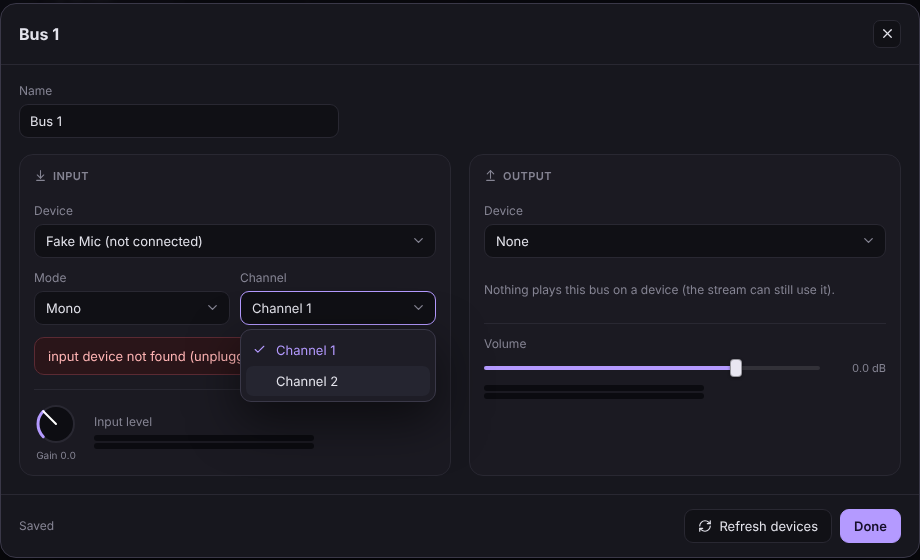 Bus 1
Name
Bus 1
INPUT
Device
Fake Mic (not connected)
Mode
Channel
Mono
Channel 1
input device not found
Channel 1
Channel 2
Input level
Gain 0.0
OUTPUT
Device
None
Nothing plays this bus on a device (the stream can still use it).
Volume
0.0 dB
Saved
Refresh devices
Done